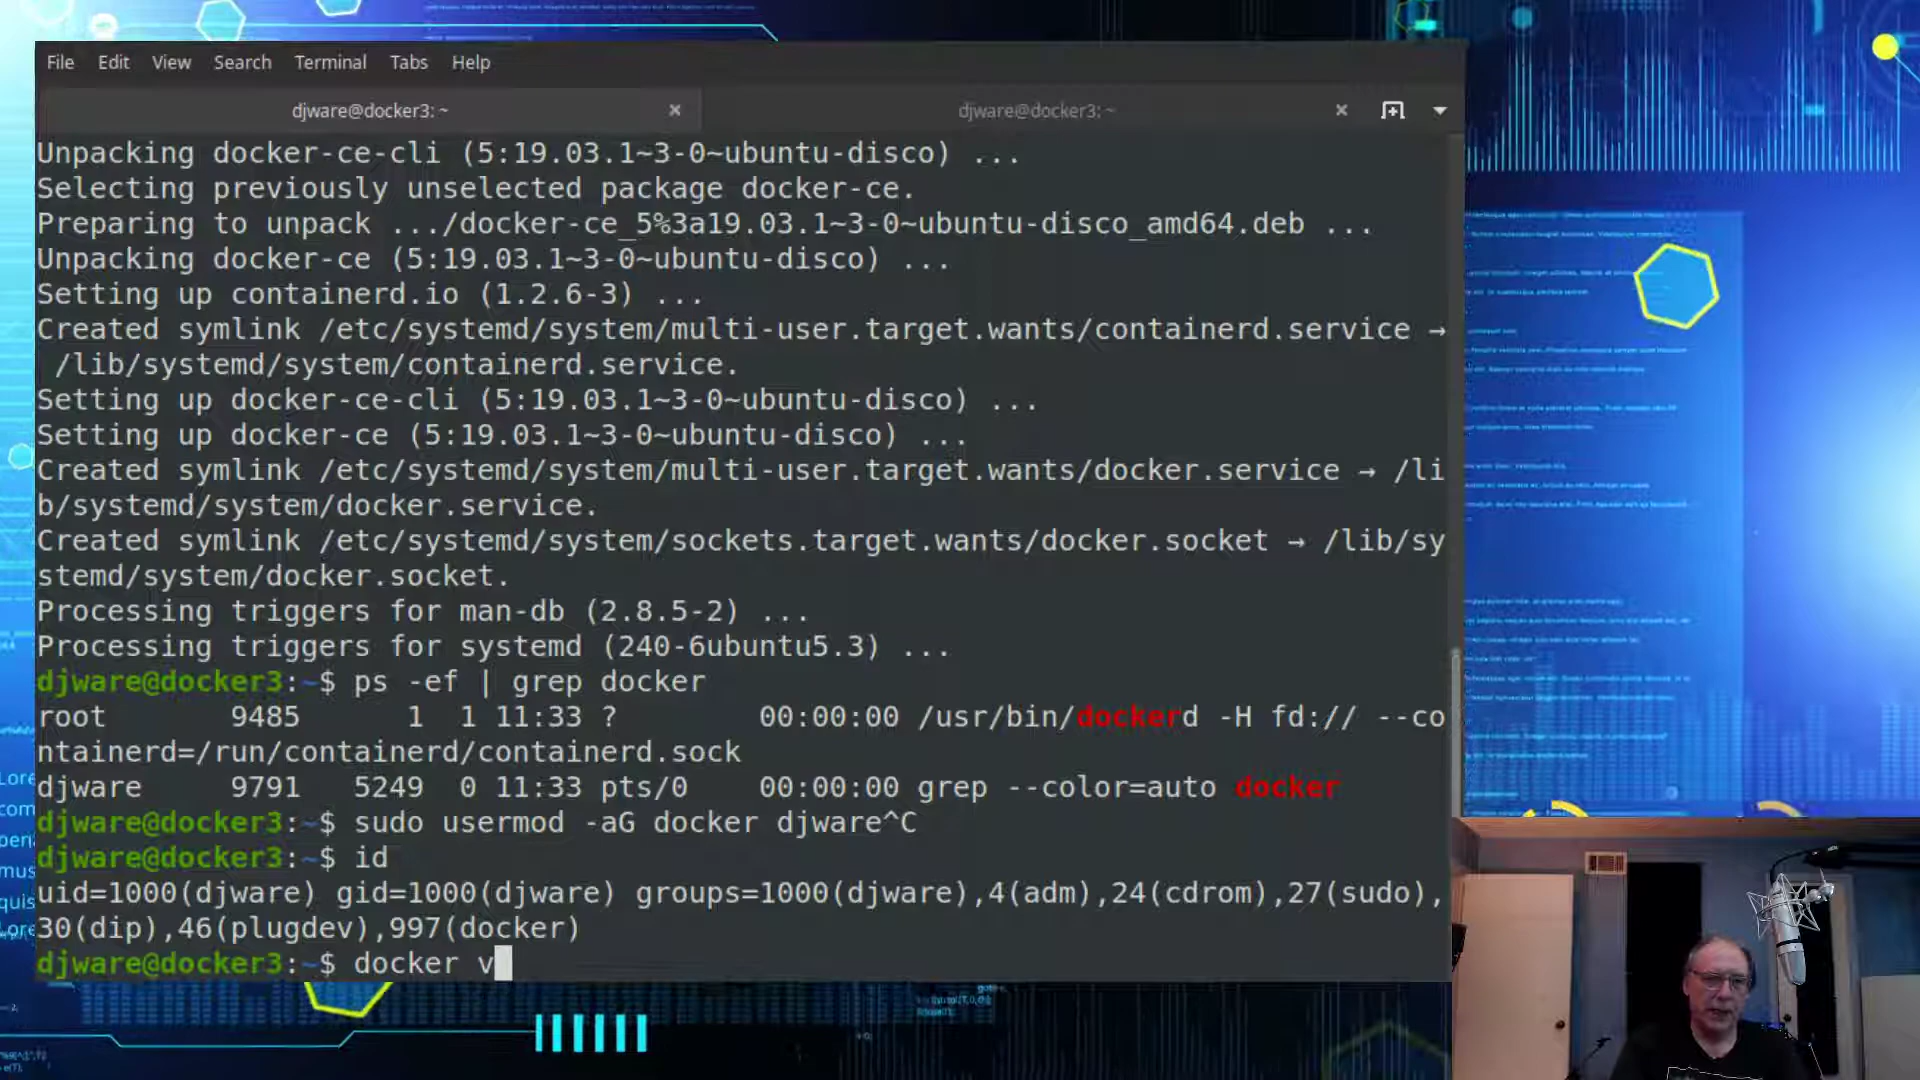 File Edit View Search Terminal Tabs Help
djware@docker3: ~ × djware@docker3: ~ ×
Unpacking docker-ce-cli (5:19.03.1~3-0~ubuntu-disco) ...
Selecting previously unselected package docker-ce.
Preparing to unpack .../docker-ce_5%3a19.03.1~3-0~ubuntu-disco_amd64.deb ...
Unpacking docker-ce (5:19.03.1~3-0~ubuntu-disco) ...
Setting up containerd.io (1.2.6-3) ...
Created symlink /etc/systemd/system/multi-user.target.wants/containerd.service →
/lib/systemd/system/containerd.service.
Setting up docker-ce-cli (5:19.03.1~3-0~ubuntu-disco) ...
Setting up docker-ce (5:19.03.1~3-0~ubuntu-disco) ...
Created symlink /etc/systemd/system/multi-user.target.wants/docker.service → /li
b/systemd/system/docker.service.
Created symlink /etc/systemd/system/sockets.target.wants/docker.socket → /lib/sy
stemd/system/docker.socket.
Processing triggers for man-db (2.8.5-2) ...
Processing triggers for systemd (240-6ubuntu5.3) ...
djware@docker3:~$ ps -ef | grep docker
root 9485 1 1 11:33 ? 00:00:00 /usr/bin/dockerd -H fd:// --co
ntainerd=/run/containerd/containerd.sock
djware 9791 5249 0 11:33 pts/0 00:00:00 grep --color=auto docker
djware@docker3:~$ sudo usermod -aG docker djware^C
djware@docker3:~$ id
uid=1000(djware) gid=1000(djware) groups=1000(djware),4(adm),24(cdrom),27(sudo),
30(dip),46(plugdev),997(docker)
djware@docker3:~$ docker v